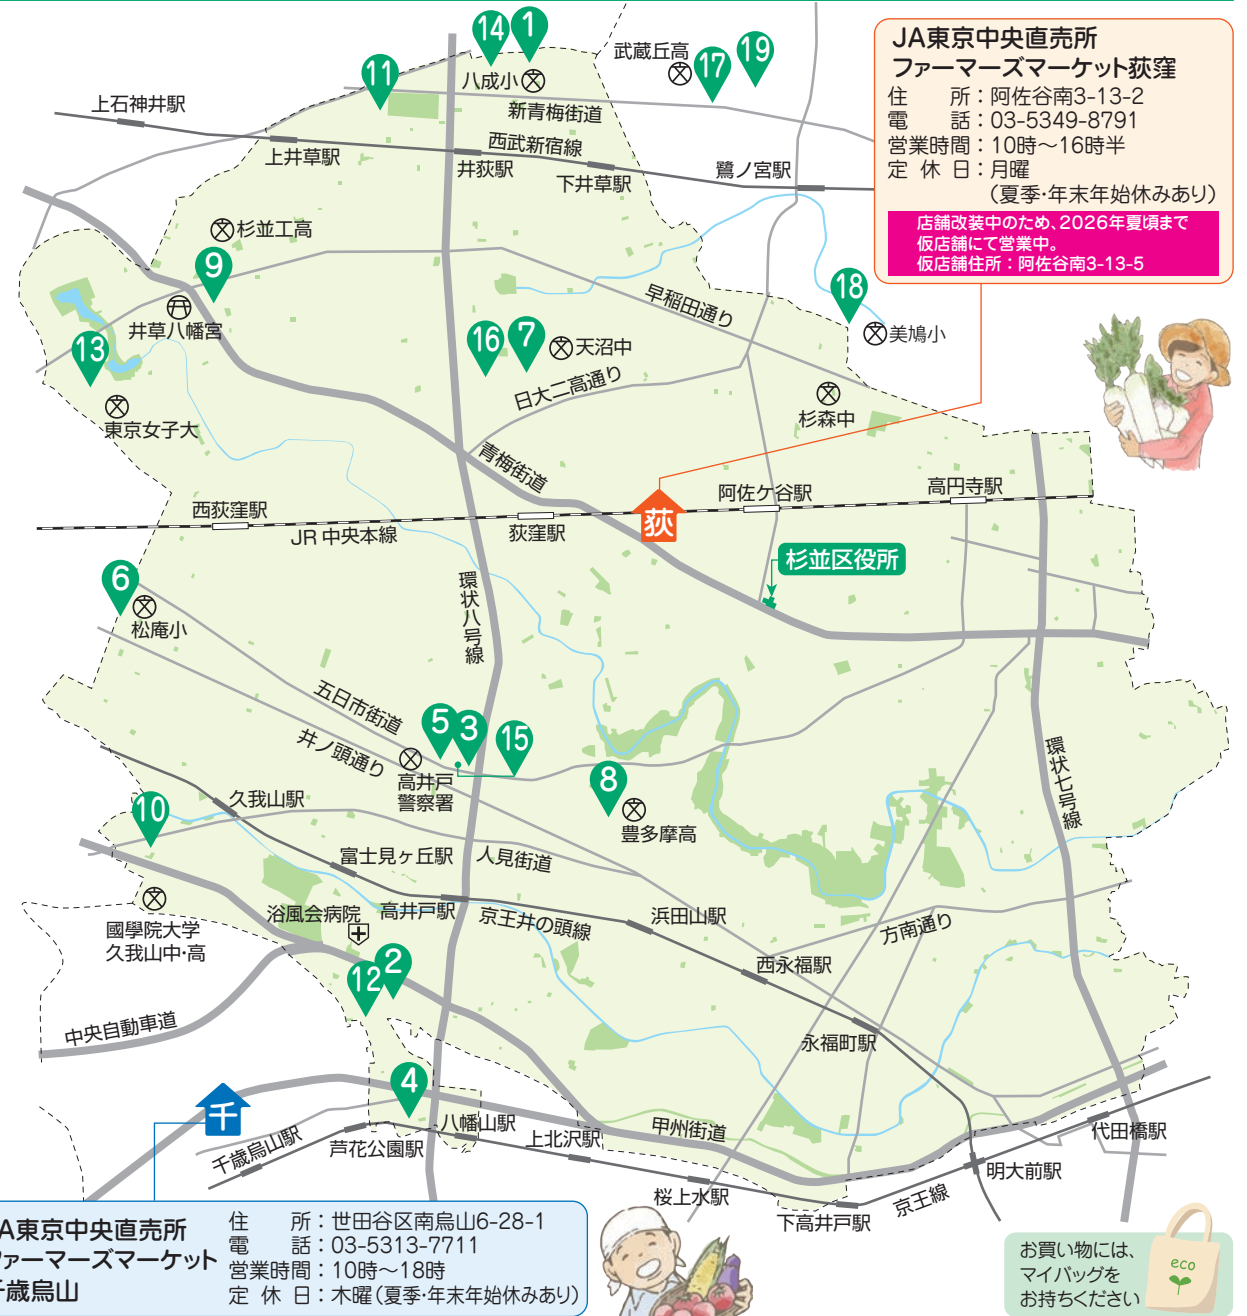 14
1
11
八成小
武蔵丘高
17
19
新青梅街道
上石神井駅
西武新宿線
上井草駅
井荻駅
下井草駅
鷺ノ宮駅
JA東京中央直売所
ファーマーズマーケット荻窪
住　所：阿佐谷南3-13-2
電　話：03-5349-8791
営業時間：10時～16時半
定 休 日：月曜
（夏季・年末年始休みあり）
店舗改装中のため、2026年夏頃まで
仮店舗にて営業中。
仮店舗住所：阿佐谷南3-13-5
杉並工高
9
井草八幡宮
13
東京女子大
16
7
天沼中
早稲田通り
18
美鳩小
日大二高通り
杉森中
青梅街道
西荻窪駅
JR 中央本線
荻窪駅
荻
阿佐ケ谷駅
高円寺駅
杉並区役所
6
松庵小
環状八号線
五日市街道
井ノ頭通り
5
3
15
高井戸
警察署
8
豊多摩高
環状七号線
10
久我山駅
富士見ヶ丘駅
人見街道
國學院大学
久我山中・高
浴風会病院
高井戸駅
京王井の頭線
浜田山駅
方南通り
西永福駅
12
2
中央自動車道
永福町駅
4
千
千歳烏山駅
芦花公園駅
八幡山駅
上北沢駅
甲州街道
代田橋駅
明大前駅
桜上水駅
下高井戸駅
京王線
A東京中央直売所
ファーマーズマーケット
千歳烏山
住　所：世田谷区南烏山6-28-1
電　話：03-5313-7711
営業時間：10時～18時
定 休 日：木曜（夏季・年末年始休みあり）
お買い物には、
マイバッグを
お持ちください
eco